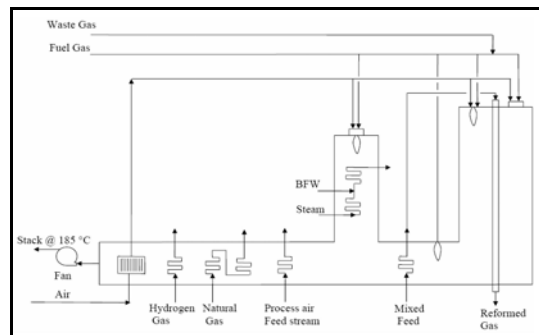 Waste Gas
Fuel Gas
BFW
Steam
Stack @ 185 °C
Fan
Air
Hydrogen
Gas
Natural
Gas
Process air
Feed stream
Mixed
Feed
Reformed
Gas